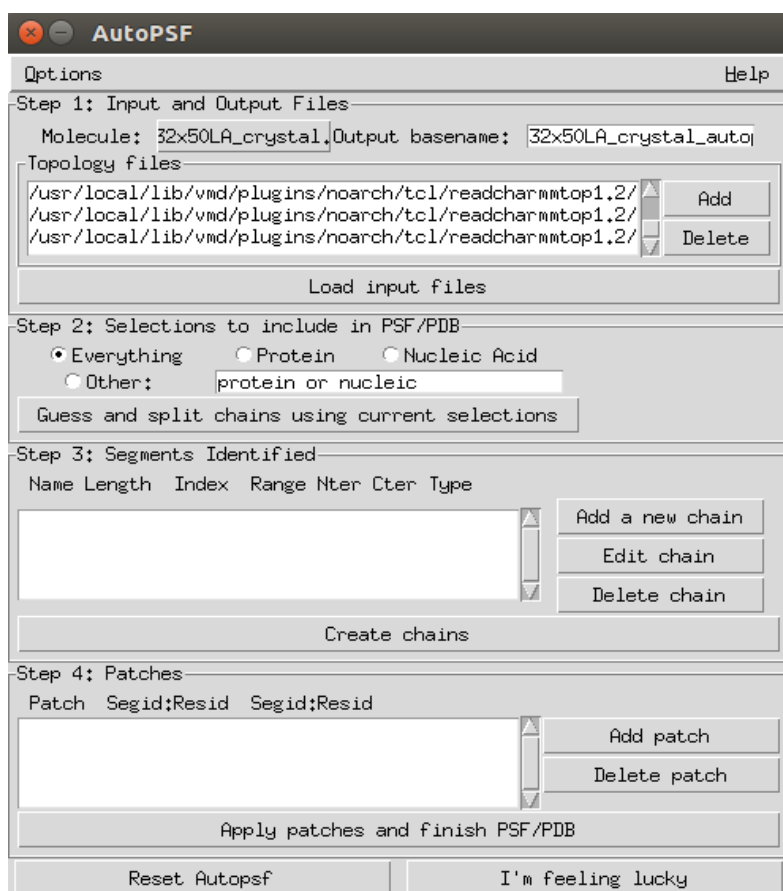 AutoPSF
Options Help
Step 1: Input and Output Files
Molecule: 32x50LA_crystal. Output basename: 32x50LA_crystal_autop
Topology files
/usr/local/lib/vmd/plugins/noarch/tcl/readcharmmtop1.2/
/usr/local/lib/vmd/plugins/noarch/tcl/readcharmmtop1.2/
/usr/local/lib/vmd/plugins/noarch/tcl/readcharmmtop1.2/
Add
Delete
Load input files
Step 2: Selections to include in PSF/PDB
Everything Protein Nucleic Acid
Other: protein or nucleic
Guess and split chains using current selections
Step 3: Segments Identified
Name Length Index Range Nter Cter Type
Add a new chain
Edit chain
Delete chain
Create chains
Step 4: Patches
Patch Segid:Resid Segid:Resid
Add patch
Delete patch
Apply patches and finish PSF/PDB
Reset Autopsf I'm feeling lucky